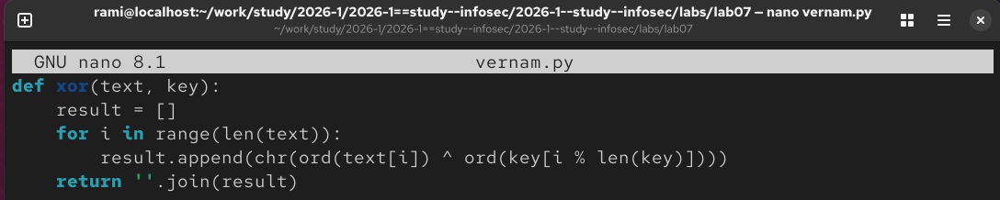 rami@localhost:~/work/study/2026-1/2026-1==study--infosec/2026-1--study--infosec/labs/lab07 — nano vernam.py
~/work/study/2026-1/2026-1==study--infosec/2026-1--study--infosec/labs/lab07
GNU nano 8.1 vernam.py
def xor(text, key):
    result = []
    for i in range(len(text)):
        result.append(chr(ord(text[i]) ^ ord(key[i % len(key)])))
    return ''.join(result)